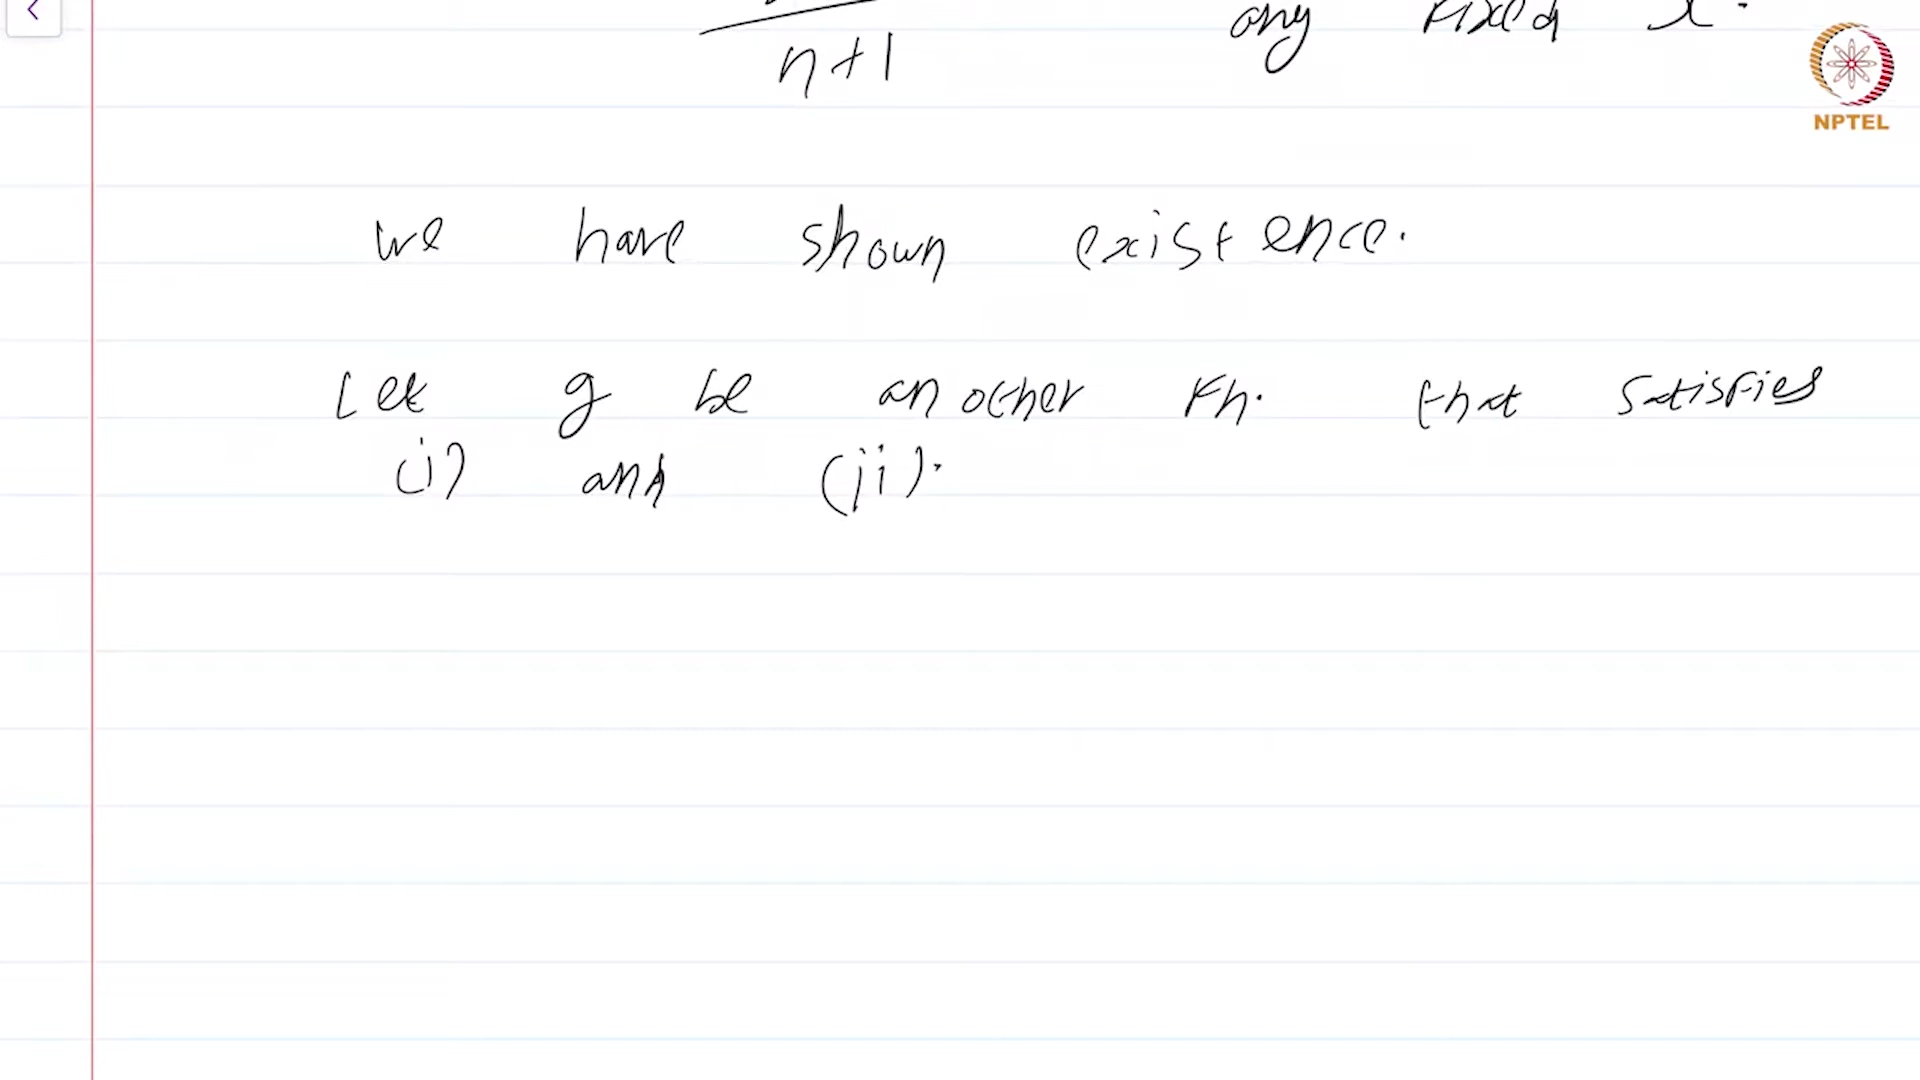 any fixed x.
n+1
NPTEL
we have shown existence.
Let g be another Fn. that satisfies
(i) and (ii).